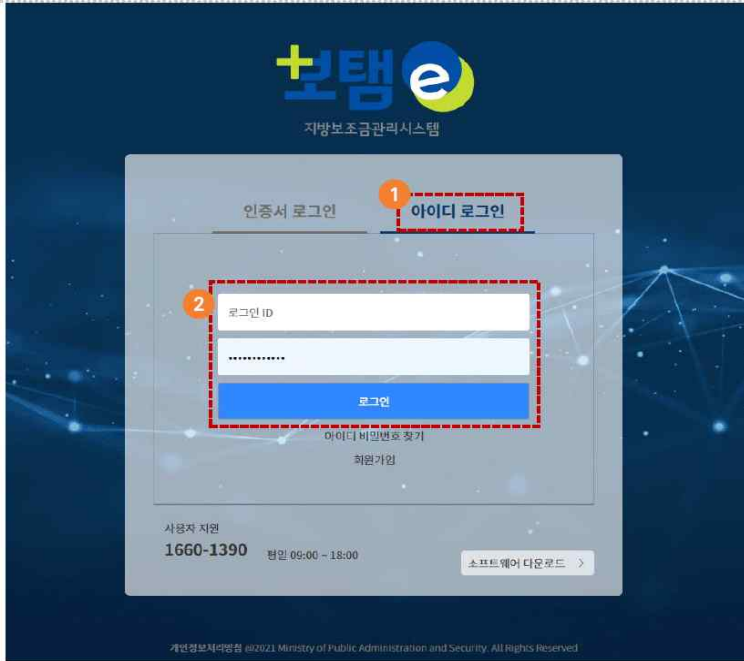 보탬e
지방보조금관리시스템
인증서 로그인
1
아이디 로그인
2
로그인 ID
로그인
아이디 비밀번호 찾기
회원가입
사용자 지원
1660-1390 평일 09:00 ~ 18:00
소프트웨어 다운로드 >
개인정보처리방침 @2021 Ministry of Public Administration and Security. All Rights Reserved